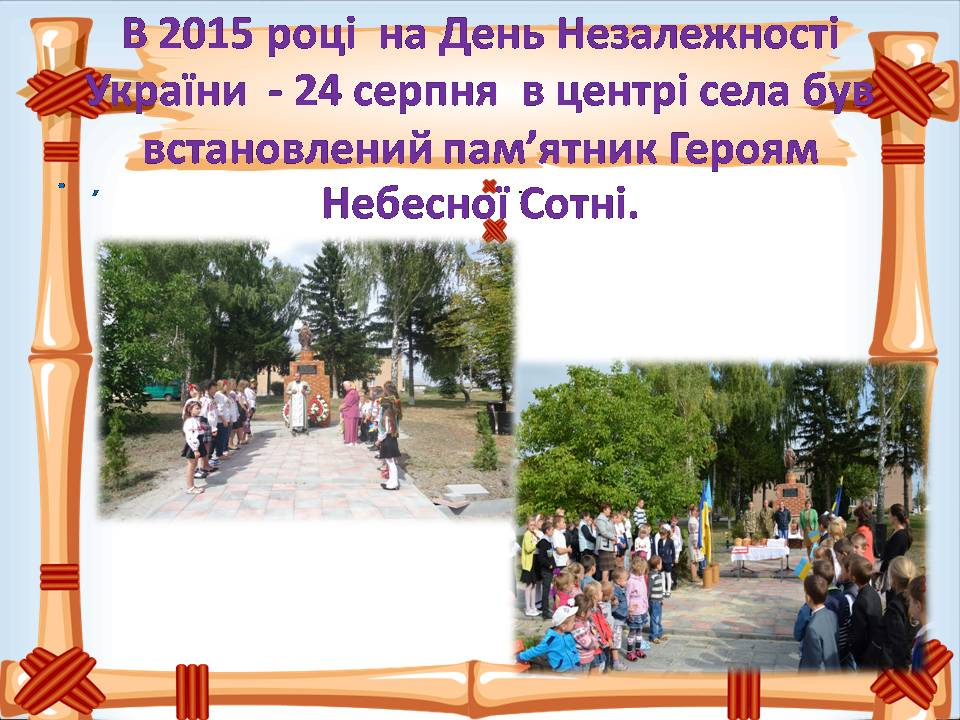 В 2015 році на День Незалежності
України - 24 серпня в центрі села був
встановлений пам’ятник Героям
Небесної Сотні.